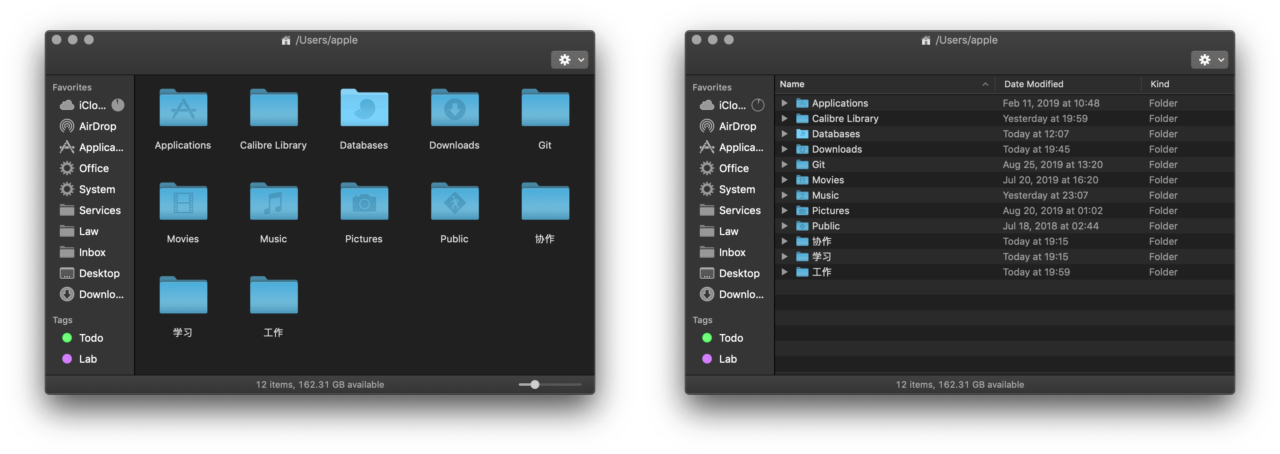 /Users/apple
Favorites
iClo...
AirDrop
Applica...
Office
System
Services
Law
Inbox
Desktop
Downlo...
Tags
Todo
Lab
Applications
Calibre Library
Databases
Downloads
Git
Movies
Music
Pictures
Public
协作
学习
工作
12 items, 162.31 GB available
/Users/apple
Favorites
iClo...
AirDrop
Applica...
Office
System
Services
Law
Inbox
Desktop
Downlo...
Tags
Todo
Lab
Name Date Modified Kind
Applications Feb 11, 2019 at 10:48 Folder
Calibre Library Yesterday at 19:59 Folder
Databases Today at 12:07 Folder
Downloads Today at 19:45 Folder
Git Aug 25, 2019 at 13:20 Folder
Movies Jul 20, 2019 at 16:20 Folder
Music Yesterday at 23:07 Folder
Pictures Aug 20, 2019 at 01:02 Folder
Public Jul 18, 2018 at 02:44 Folder
协作 Today at 19:15 Folder
学习 Today at 19:15 Folder
工作 Today at 19:59 Folder
12 items, 162.31 GB available